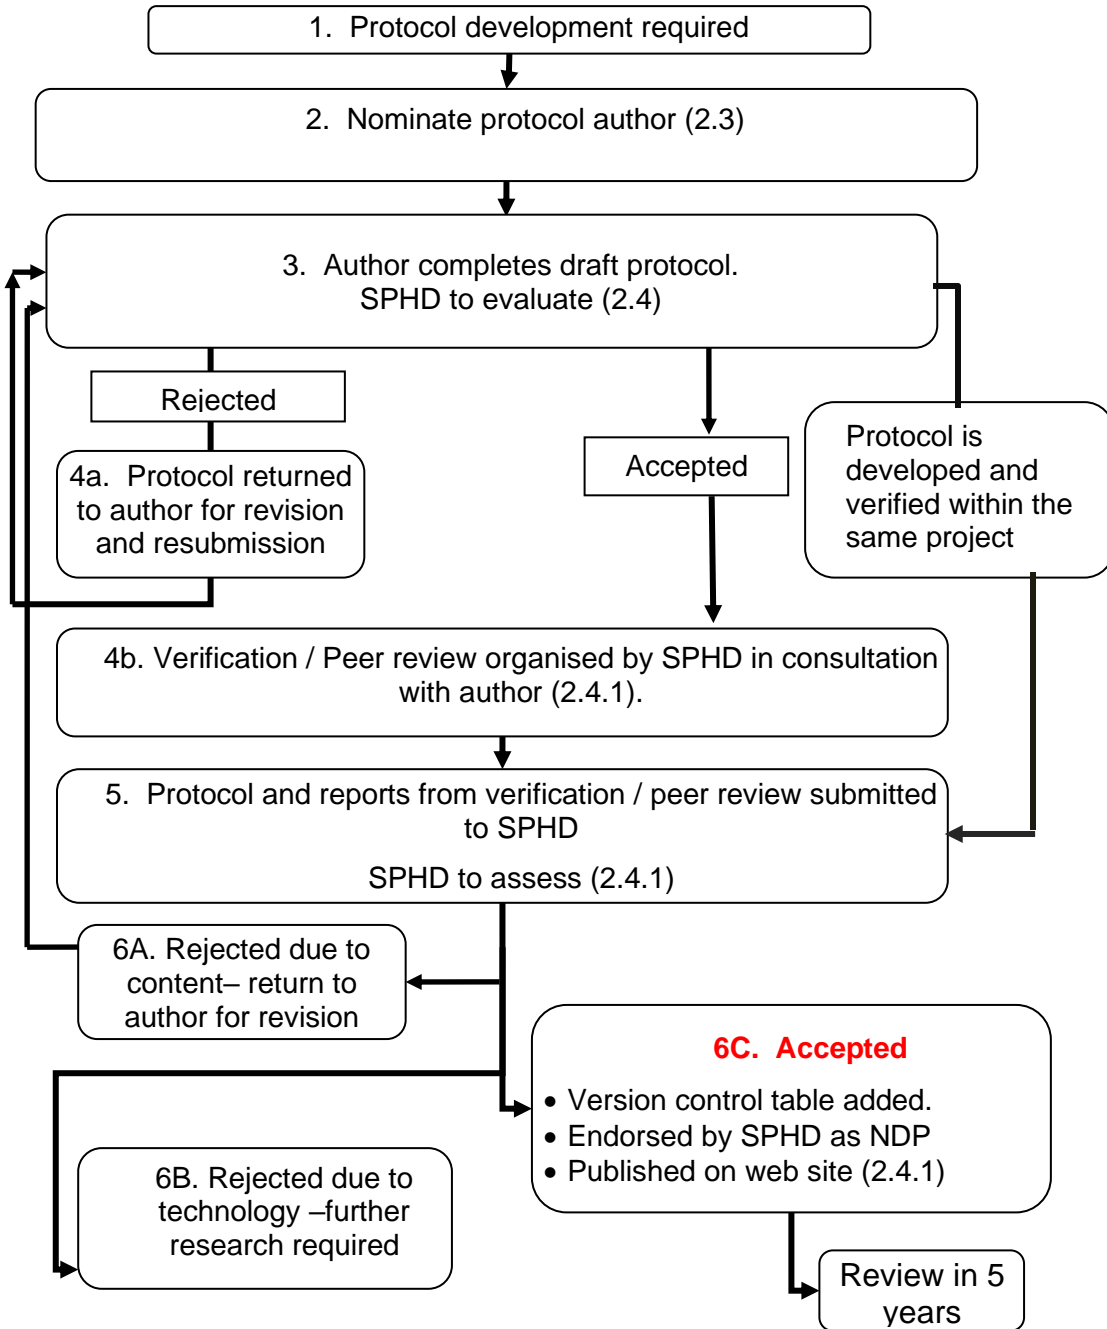 1. Protocol development required
2. Nominate protocol author (2.3)
3. Author completes draft protocol.
SPHD to evaluate (2.4)
Rejected
4a. Protocol returned
to author for revision
and resubmission
Accepted
Protocol is
developed and
verified within the
same project
4b. Verification / Peer review organised by SPHD in consultation
with author (2.4.1).
5. Protocol and reports from verification / peer review submitted
to SPHD
SPHD to assess (2.4.1)
6A. Rejected due to
content– return to
author for revision
6B. Rejected due to
technology –further
research required
6C. Accepted
• Version control table added.
• Endorsed by SPHD as NDP
• Published on web site (2.4.1)
Review in 5
years